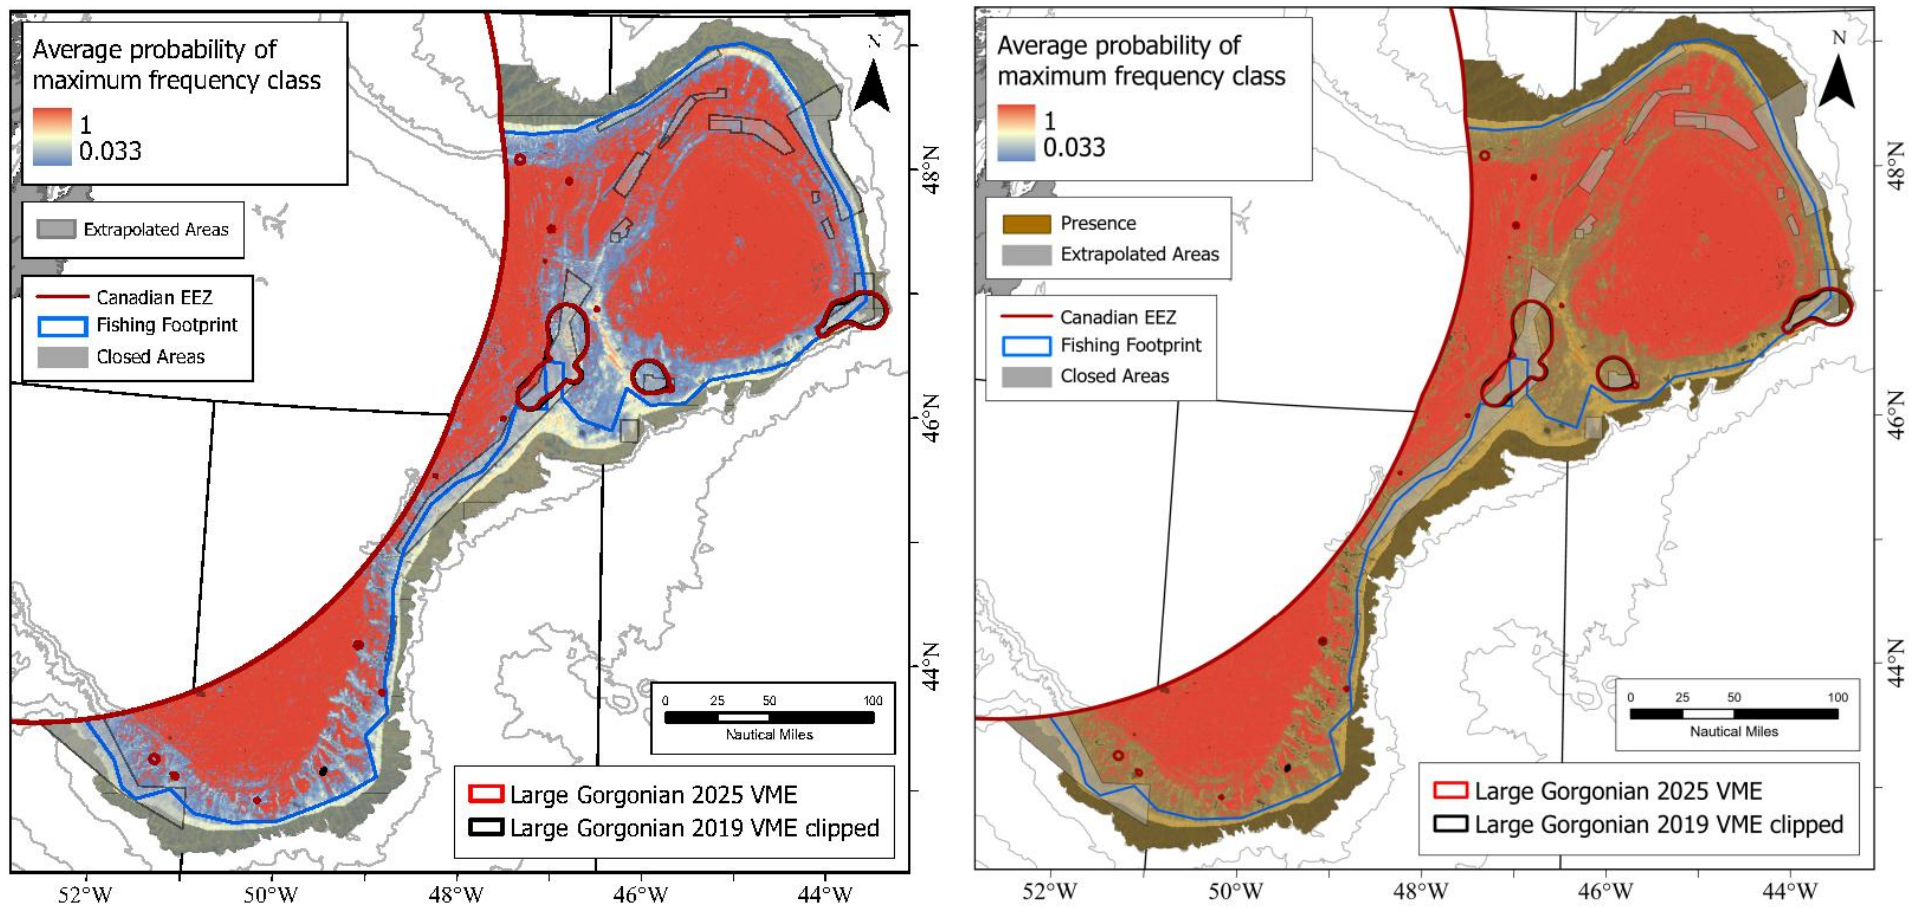 Average probability of
maximum frequency class
1
0.033
Extrapolated Areas
Canadian EEZ
Fishing Footprint
Closed Areas
N
48°N
46°N
44°N
0 25 50 100
Nautical Miles
Large Gorgonian 2025 VME
Large Gorgonian 2019 VME clipped
52°W 50°W 48°W 46°W 44°W
Average probability of
maximum frequency class
1
0.033
Presence
Extrapolated Areas
Canadian EEZ
Fishing Footprint
Closed Areas
N
48°N
46°N
44°N
0 25 50 100
Nautical Miles
Large Gorgonian 2025 VME
Large Gorgonian 2019 VME clipped
52°W 50°W 48°W 46°W 44°W